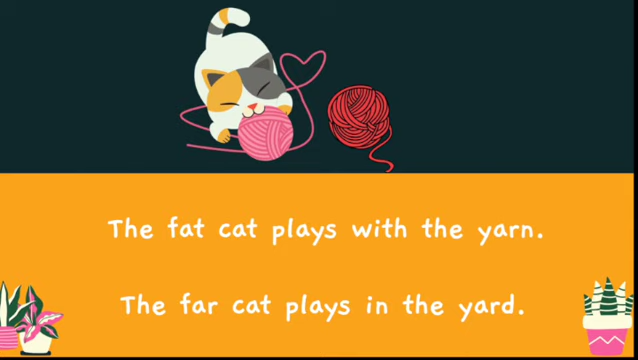 The fat cat plays with the yarn.
The far cat plays in the yard.